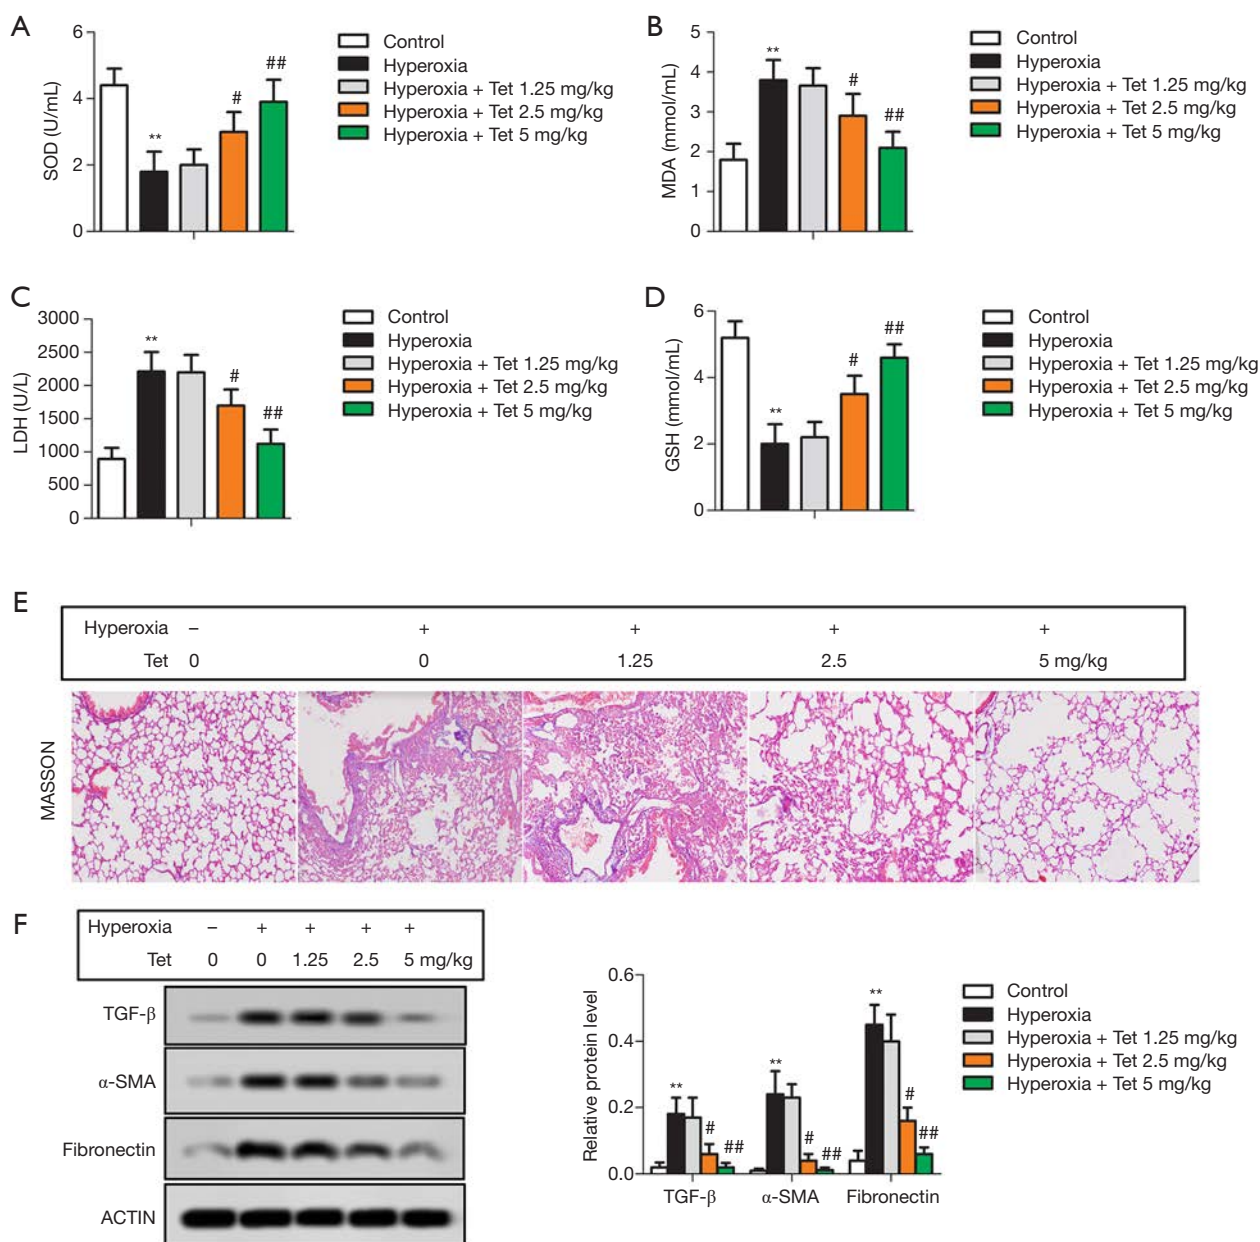 A
SOD (U/mL)
6
4
2
0
**
#
##
Control
Hyperoxia
Hyperoxia + Tet 1.25 mg/kg
Hyperoxia + Tet 2.5 mg/kg
Hyperoxia + Tet 5 mg/kg
B
MDA (mmol/mL)
5
4
3
2
1
0
**
#
##
Control
Hyperoxia
Hyperoxia + Tet 1.25 mg/kg
Hyperoxia + Tet 2.5 mg/kg
Hyperoxia + Tet 5 mg/kg
C
LDH (U/L)
3000
2500
2000
1500
1000
500
0
**
#
##
Control
Hyperoxia
Hyperoxia + Tet 1.25 mg/kg
Hyperoxia + Tet 2.5 mg/kg
Hyperoxia + Tet 5 mg/kg
D
GSH (mmol/mL)
6
4
2
0
**
#
##
Control
Hyperoxia
Hyperoxia + Tet 1.25 mg/kg
Hyperoxia + Tet 2.5 mg/kg
Hyperoxia + Tet 5 mg/kg
E
Hyperoxia – + + + +
Tet 0 0 1.25 2.5 5 mg/kg
MASSON
F
Hyperoxia – + + + +
Tet 0 0 1.25 2.5 5 mg/kg
TGF-β
α-SMA
Fibronectin
ACTIN
Relative protein level
0.6
0.4
0.2
0.0
**
#
##
**
#
##
**
#
##
TGF-β α-SMA Fibronectin
Control
Hyperoxia
Hyperoxia + Tet 1.25 mg/kg
Hyperoxia + Tet 2.5 mg/kg
Hyperoxia + Tet 5 mg/kg